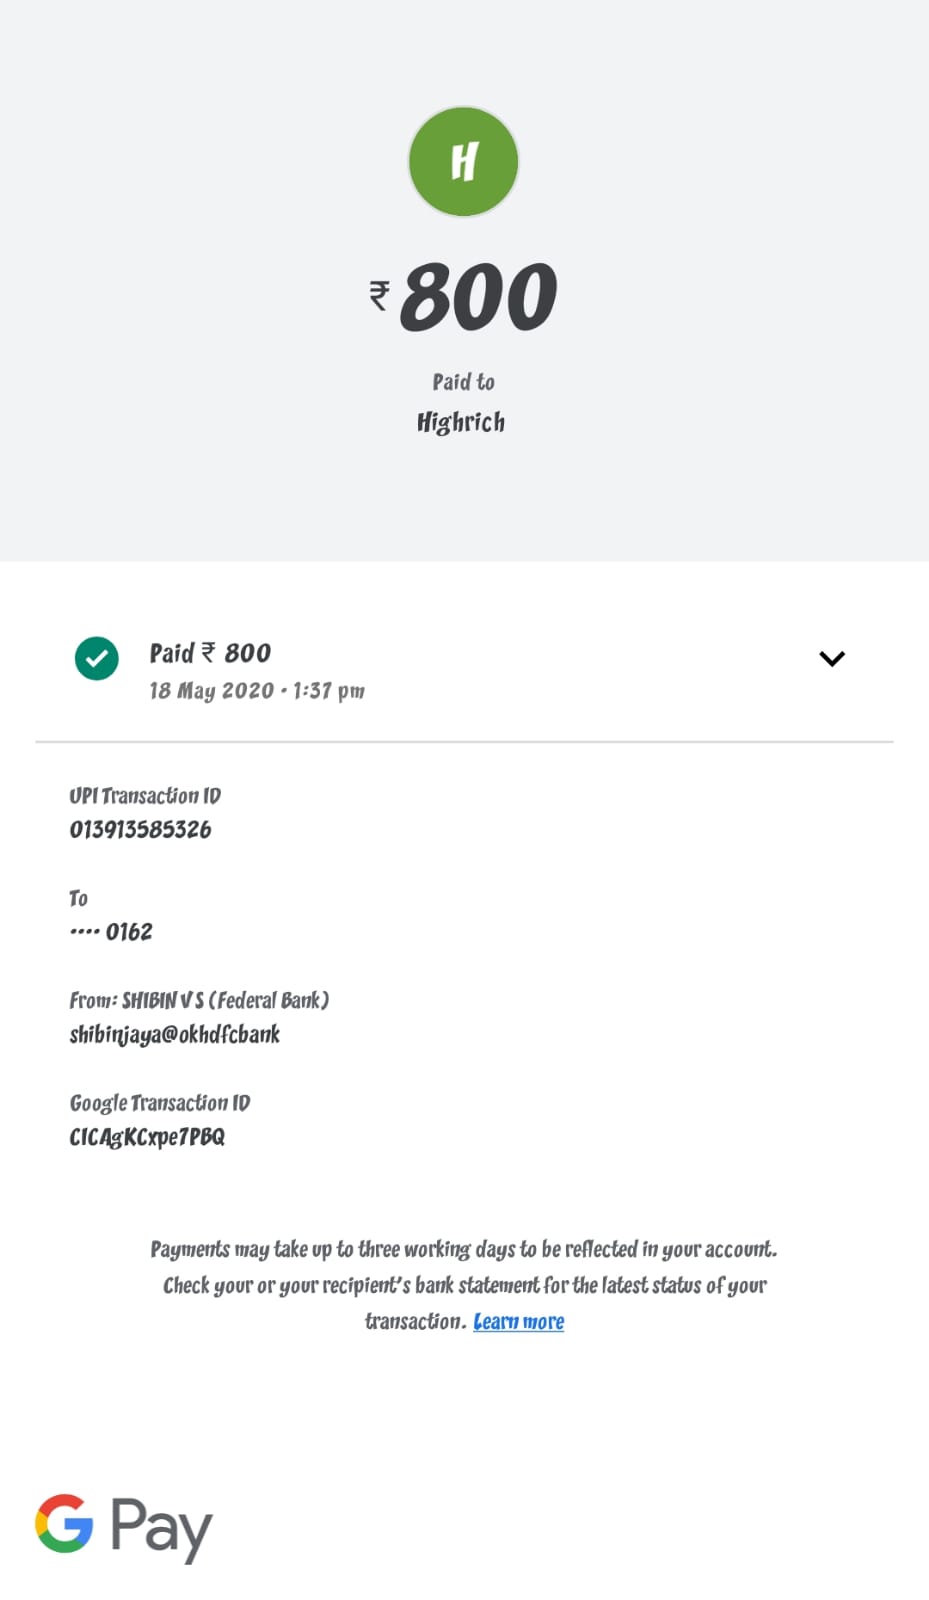 H
₹800
Paid to
Highrich
Paid ₹ 800
18 May 2020 • 1:37 pm
UPI Transaction ID
013913585326
To
•••• 0162
From: SHIBIN V S (Federal Bank)
shibinjaya@okhdfcbank
Google Transaction ID
CICAgKCxpe7PBQ
Payments may take up to three working days to be reflected in your account.
Check your or your recipient's bank statement for the latest status of your
transaction. Learn more
G Pay